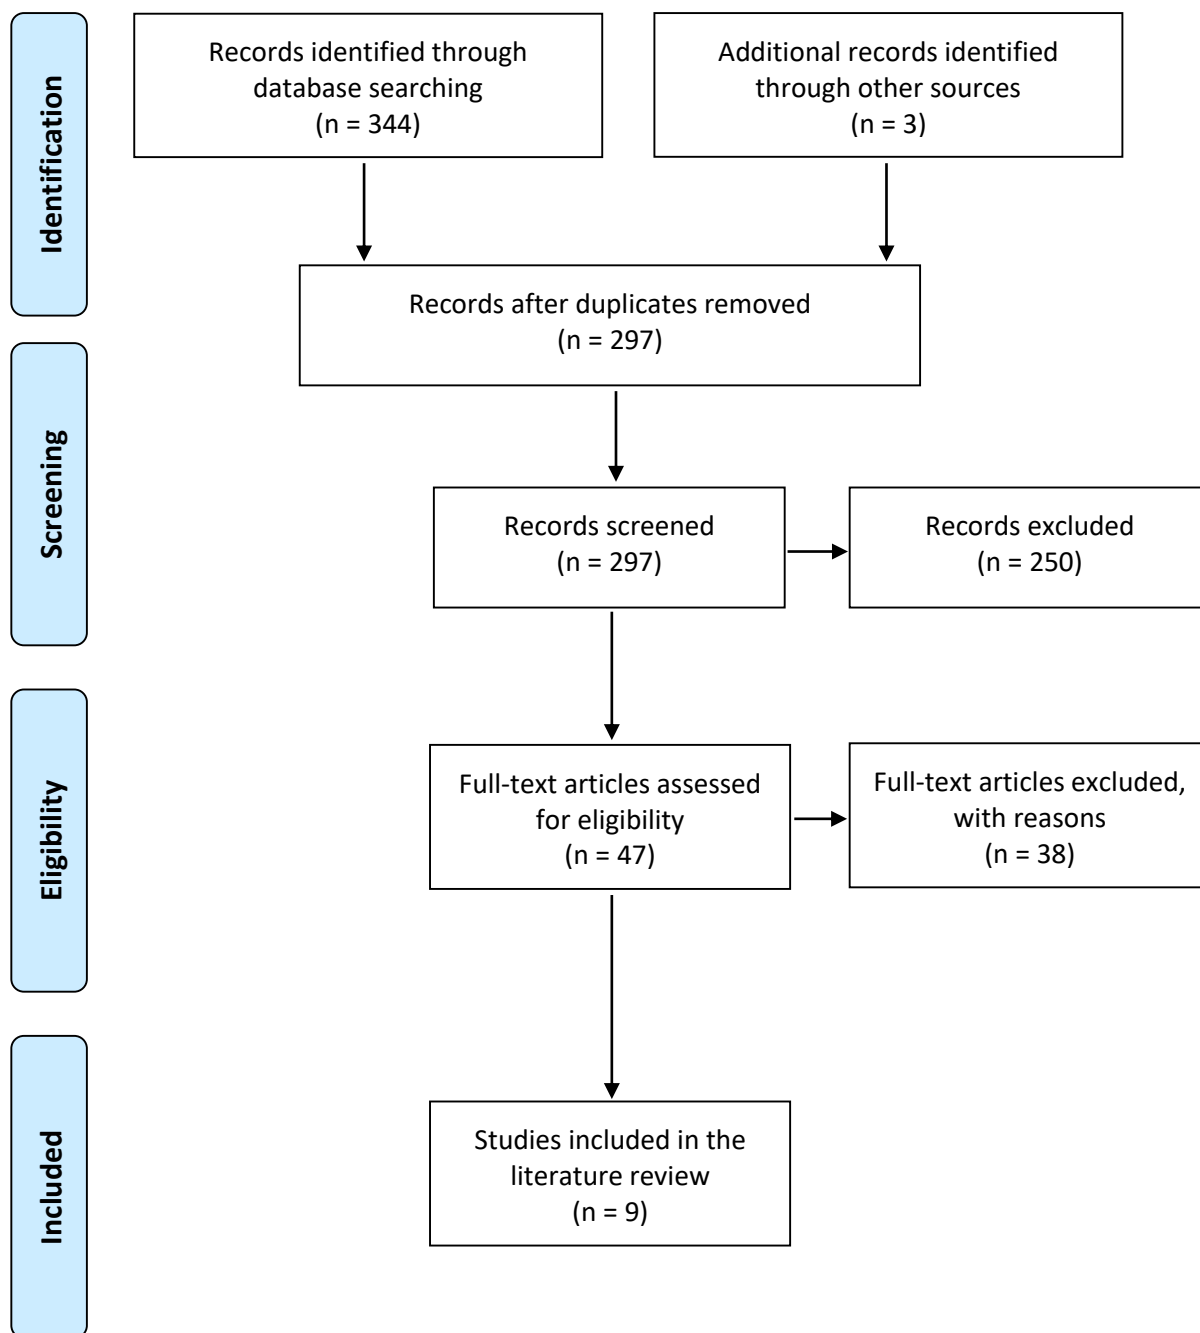 Identification
Records identified through
database searching
(n = 344)
Additional records identified
through other sources
(n = 3)
Records after duplicates removed
(n = 297)
Screening
Records screened
(n = 297)
Records excluded
(n = 250)
Eligibility
Full-text articles assessed
for eligibility
(n = 47)
Full-text articles excluded,
with reasons
(n = 38)
Included
Studies included in the
literature review
(n = 9)